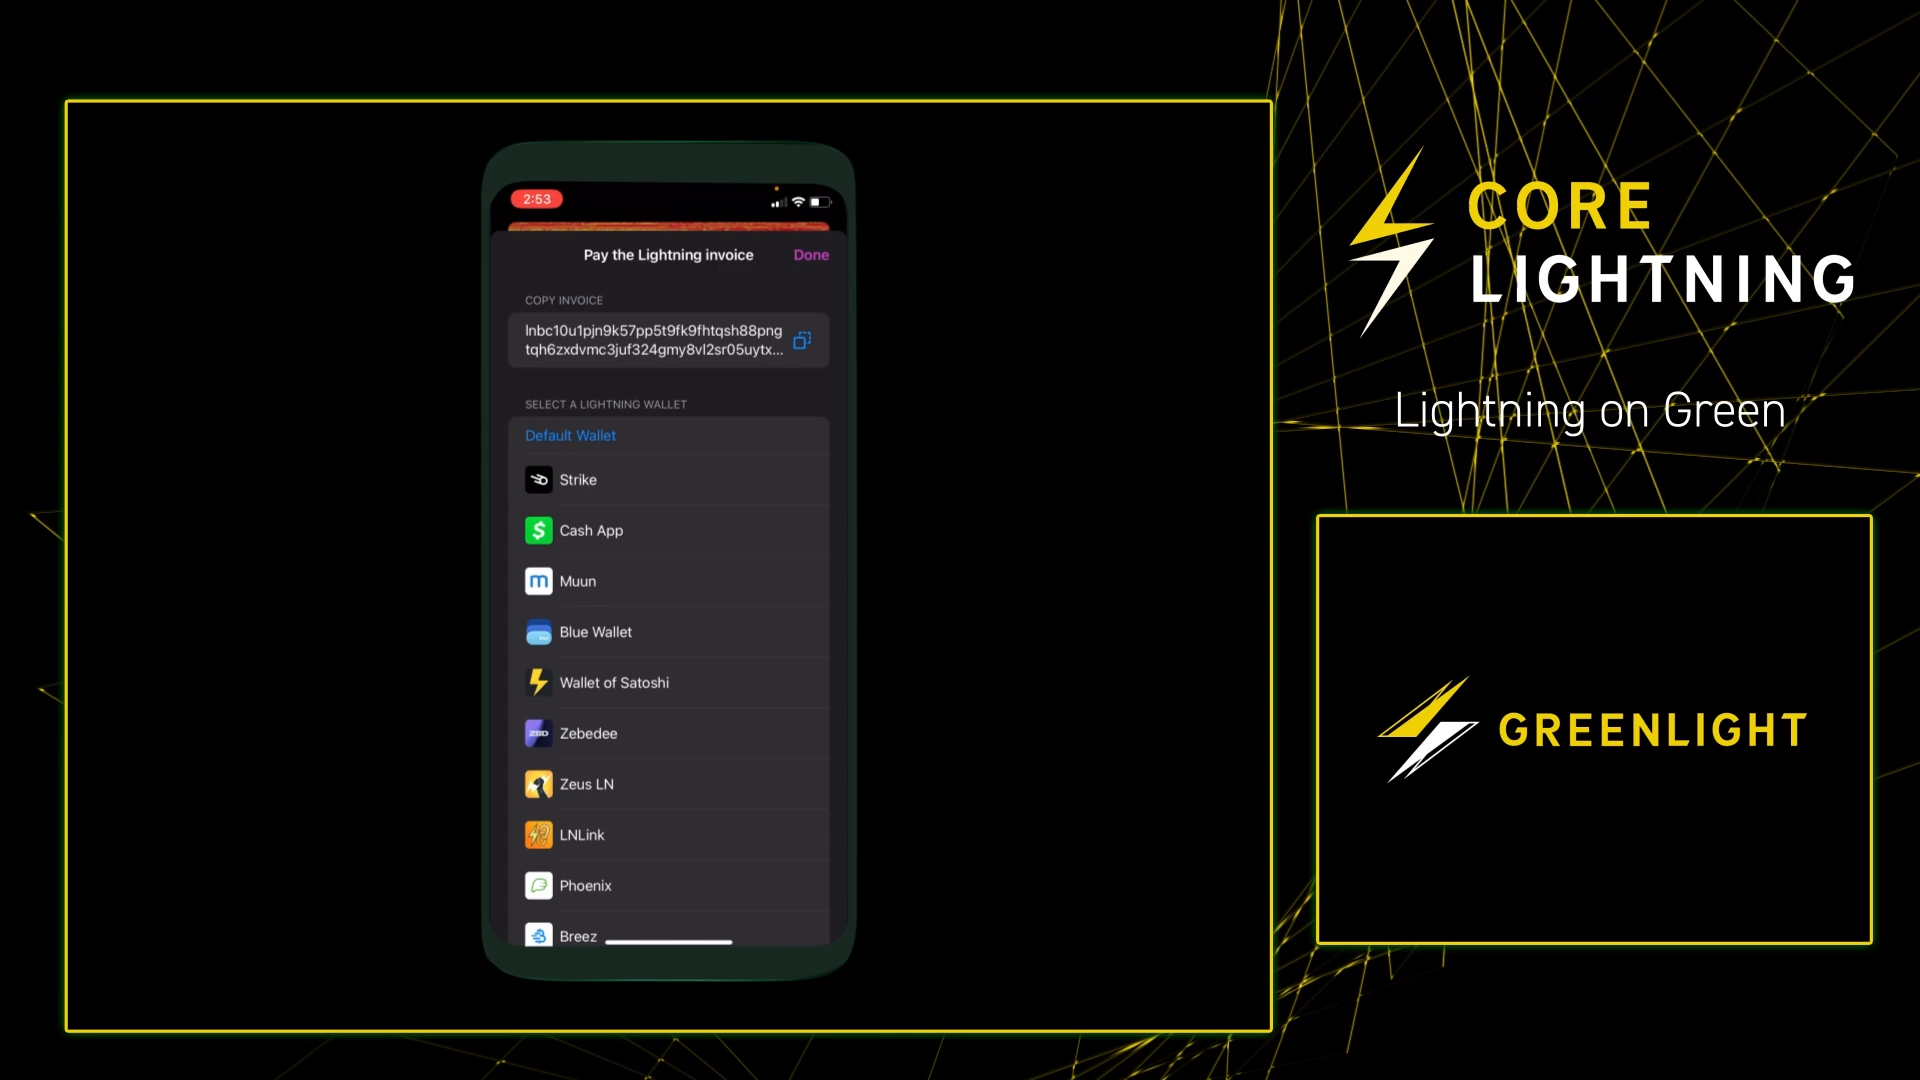 2:53
Pay the Lightning invoice
Done
COPY INVOICE
lnbc10u1pjn9k57pp5t9fk9fhtqsh88png
tqh6zxdvmc3juf324gmy8vl2sr05uytx...
SELECT A LIGHTNING WALLET
Default Wallet
Strike
Cash App
Muun
Blue Wallet
Wallet of Satoshi
ZBD
Zebedee
Zeus LN
LNLink
Phoenix
Breez
CORE
LIGHTNING
Lightning on Green
GREENLIGHT